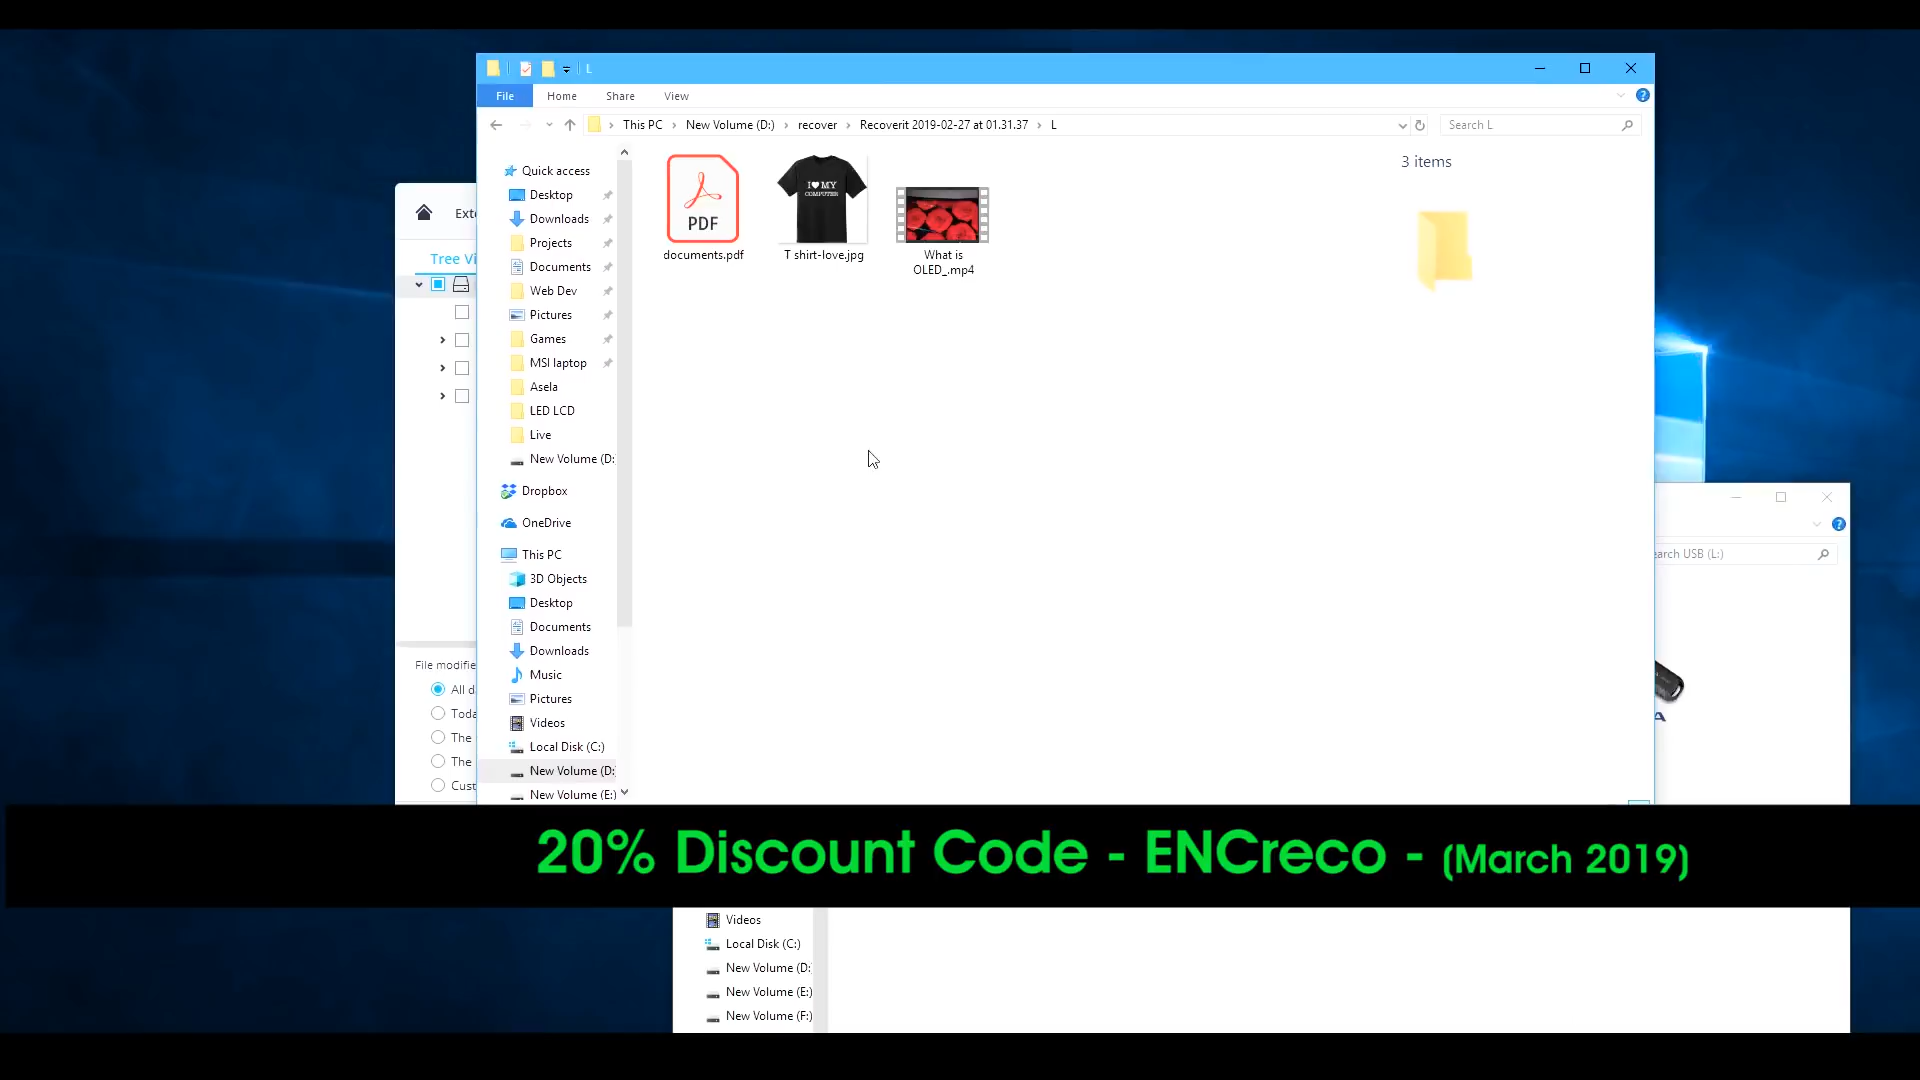 L
File Home Share View
This PC New Volume (D:) recover Recoverit 2019-02-27 at 01.31.37 L
Search L
3 items
Quick access
Desktop
Downloads
Projects
Documents
Web Dev
Pictures
Games
MSI laptop
Asela
LED LCD
Live
New Volume (D:
Dropbox
OneDrive
This PC
3D Objects
Desktop
Documents
Downloads
Music
Pictures
Videos
Local Disk (C:)
New Volume (D:
New Volume (E:)
PDF
documents.pdf
I♥MY
COMPUTER
T shirt-love.jpg
What is
OLED_.mp4
Exte
Tree Vi
File modifie
All d
Toda
The
The
Cust
earch USB (L:)
A
20% Discount Code - ENCreco - (March 2019)
Videos
Local Disk (C:)
New Volume (D:
New Volume (E:)
New Volume (F:)